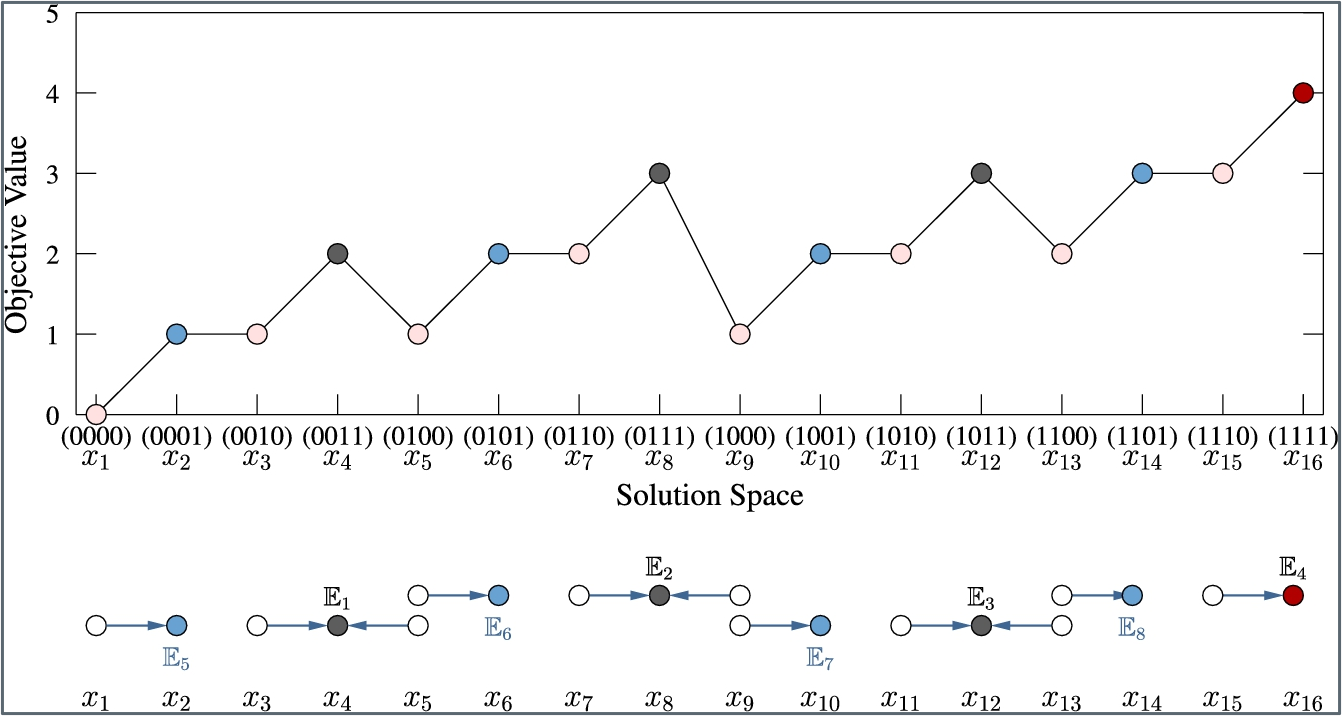 5
4
3
2
1
0
Objective Value
(0000) (0001) (0010) (0011) (0100) (0101) (0110) (0111) (1000) (1001) (1010) (1011) (1100) (1101) (1110) (1111)
x₁ x₂ x₃ x₄ x₅ x₆ x₇ x₈ x₉ x₁₀ x₁₁ x₁₂ x₁₃ x₁₄ x₁₅ x₁₆
Solution Space
𝔼₂ 𝔼₄
𝔼₁ 𝔼₃
𝔼₆ 𝔼₈
𝔼₅ 𝔼₇
x₁ x₂ x₃ x₄ x₅ x₆ x₇ x₈ x₉ x₁₀ x₁₁ x₁₂ x₁₃ x₁₄ x₁₅ x₁₆